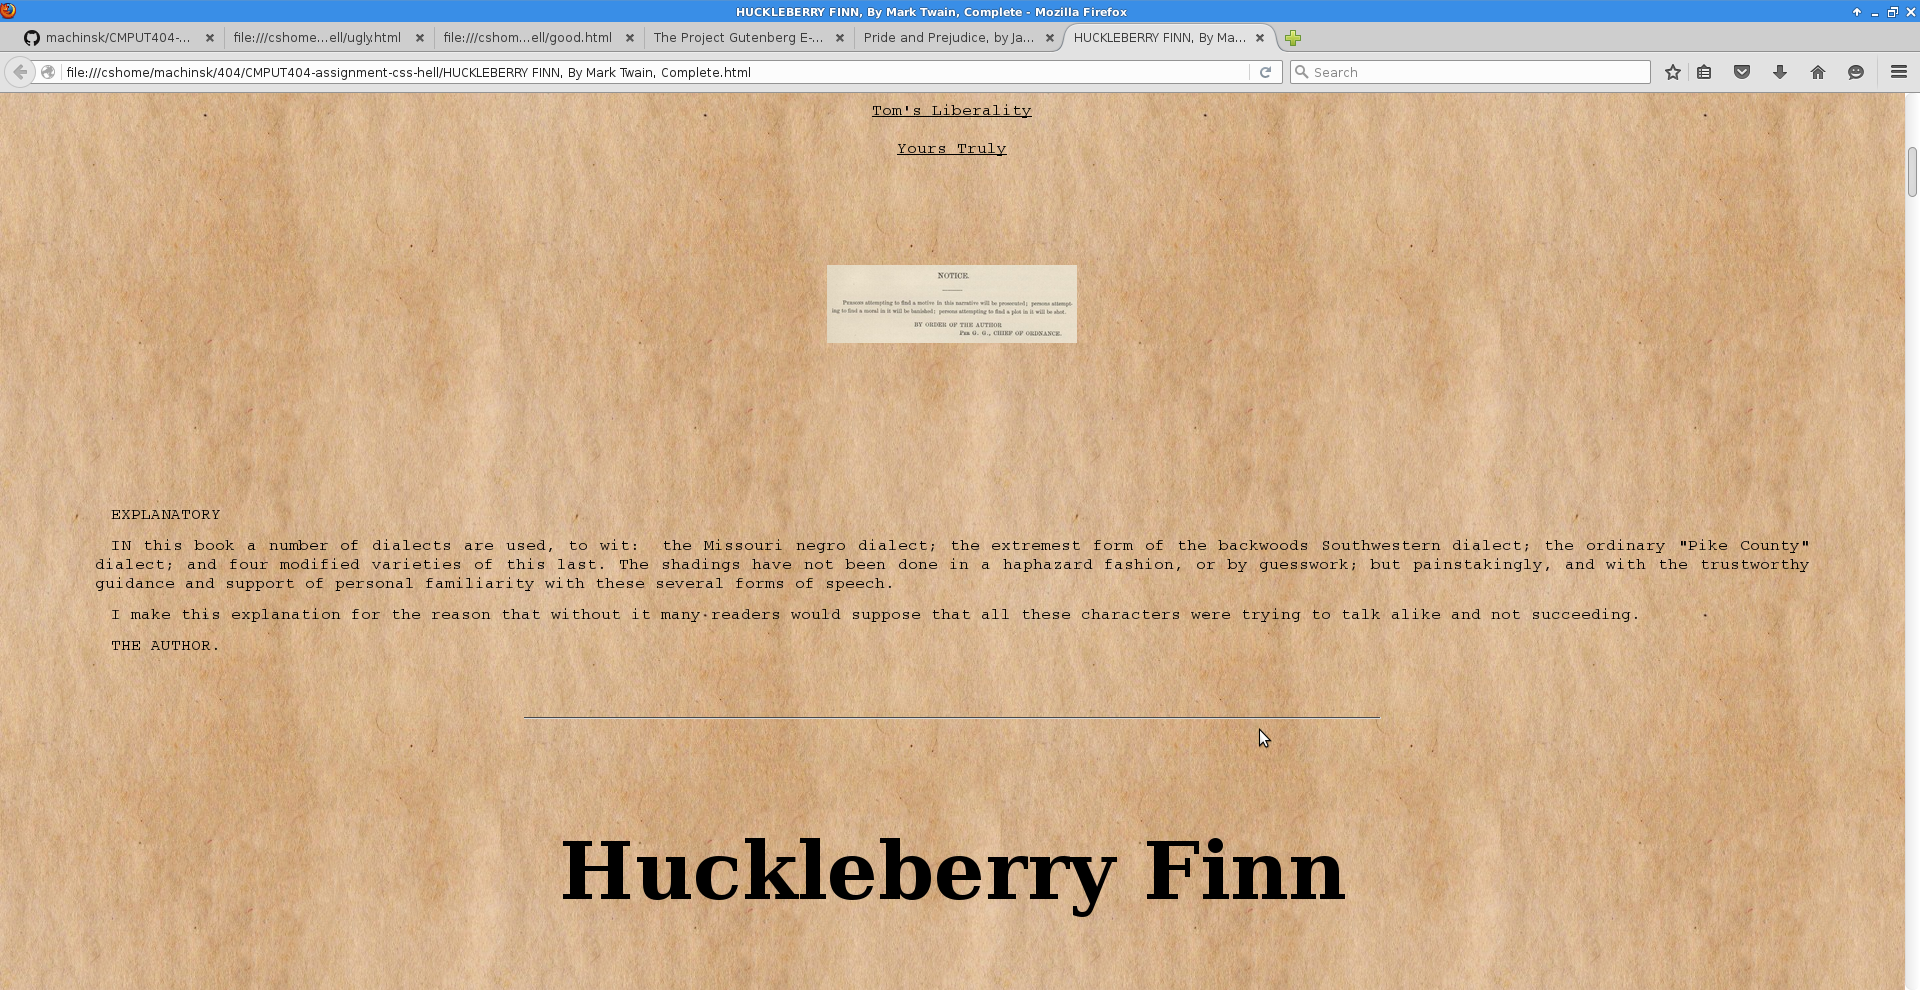 HUCKLEBERRY FINN, By Mark Twain, Complete - Mozilla Firefox
machinsk/CMPUT404-...
file:///cshome...ell/ugly.html
file:///cshom...ell/good.html
The Project Gutenberg E-...
Pride and Prejudice, by Ja...
HUCKLEBERRY FINN, By Ma...
file:///cshome/machinsk/404/CMPUT404-assignment-css-hell/HUCKLEBERRY FINN, By Mark Twain, Complete.html
Search
Tom's Liberality
Yours Truly
NOTICE.
Persons attempting to find a motive in this narrative will be prosecuted; persons attempt-
ing to find a moral in it will be banished; persons attempting to find a plot in it will be shot.
BY ORDER OF THE AUTHOR
Per G. G., CHIEF OF ORDNANCE.
EXPLANATORY
IN this book a number of dialects are used, to wit:  the Missouri negro dialect; the extremest form of the backwoods Southwestern dialect; the ordinary "Pike County"
dialect; and four modified varieties of this last. The shadings have not been done in a haphazard fashion, or by guesswork; but painstakingly, and with the trustworthy
guidance and support of personal familiarity with these several forms of speech.
I make this explanation for the reason that without it many readers would suppose that all these characters were trying to talk alike and not succeeding.
THE AUTHOR.
Huckleberry Finn